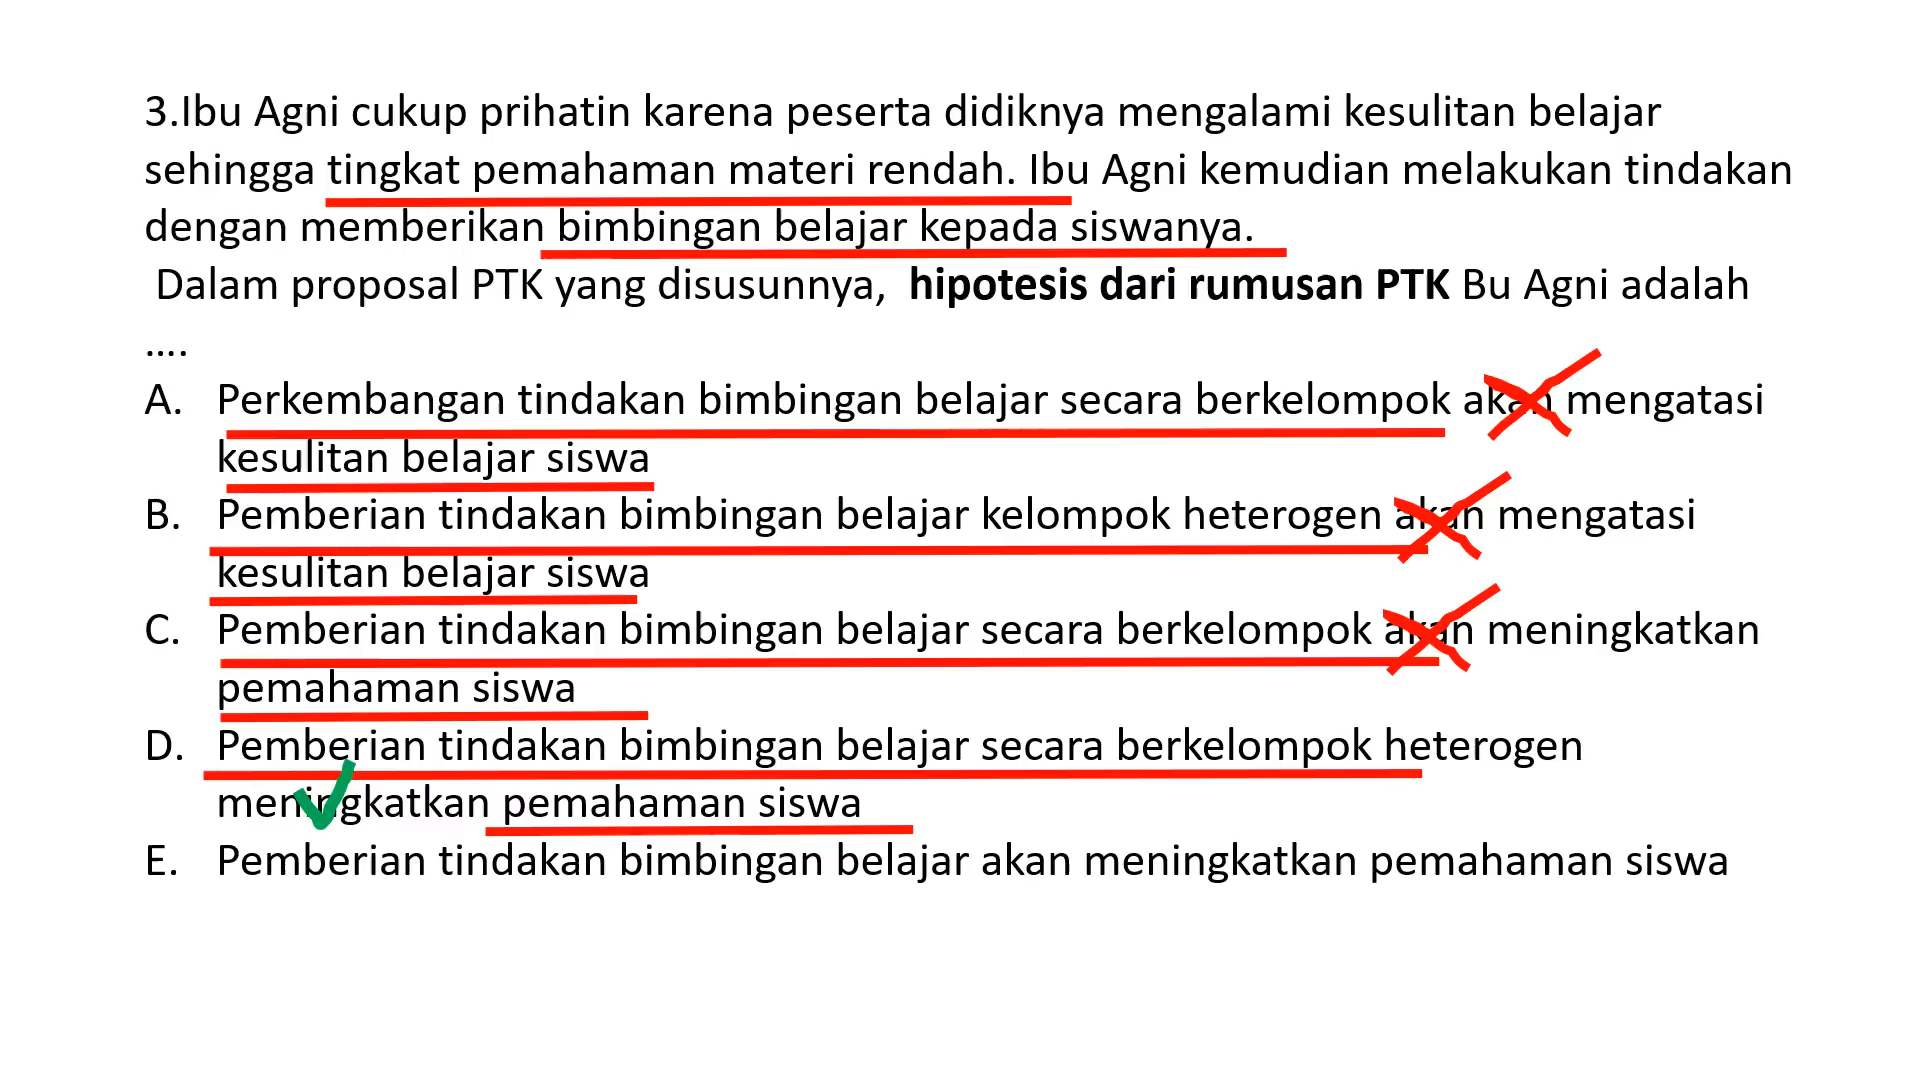 3.Ibu Agni cukup prihatin karena peserta didiknya mengalami kesulitan belajar
sehingga tingkat pemahaman materi rendah. Ibu Agni kemudian melakukan tindakan
dengan memberikan bimbingan belajar kepada siswanya.
Dalam proposal PTK yang disusunnya, hipotesis dari rumusan PTK Bu Agni adalah
....
A. Perkembangan tindakan bimbingan belajar secara berkelompok akan mengatasi
kesulitan belajar siswa
B. Pemberian tindakan bimbingan belajar kelompok heterogen akan mengatasi
kesulitan belajar siswa
C. Pemberian tindakan bimbingan belajar secara berkelompok akan meningkatkan
pemahaman siswa
D. Pemberian tindakan bimbingan belajar secara berkelompok heterogen
meningkatkan pemahaman siswa
E. Pemberian tindakan bimbingan belajar akan meningkatkan pemahaman siswa